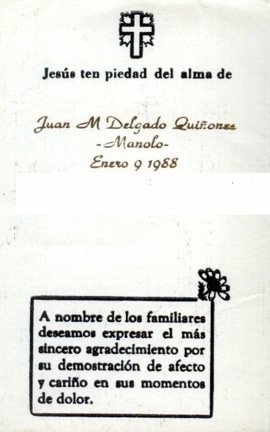 Jesús ten piedad del alma de
Juan M Delgado Quiñones
-Manolo-
Enero 9 1988
A nombre de los familiares
deseamos expresar el más
sincero agradecimiento por
su demostración de afecto
y cariño en sus momentos
de dolor.